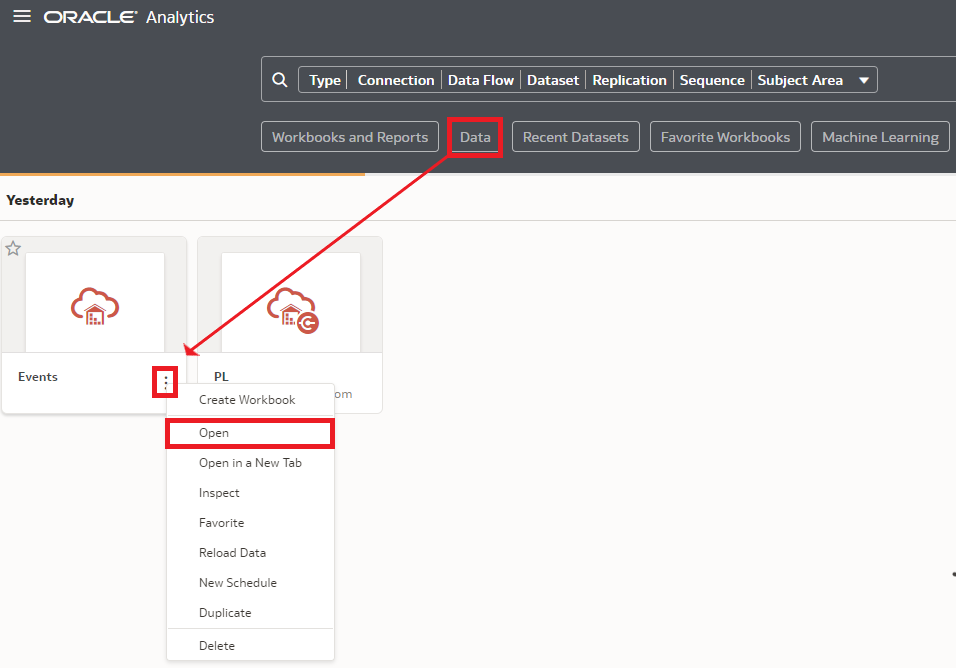 ORACLE® Analytics
Type Connection Data Flow Dataset Replication Sequence Subject Area
Workbooks and Reports Data Recent Datasets Favorite Workbooks Machine Learning
Yesterday
Events PL
om
Create Workbook
Open
Open in a New Tab
Inspect
Favorite
Reload Data
New Schedule
Duplicate
Delete